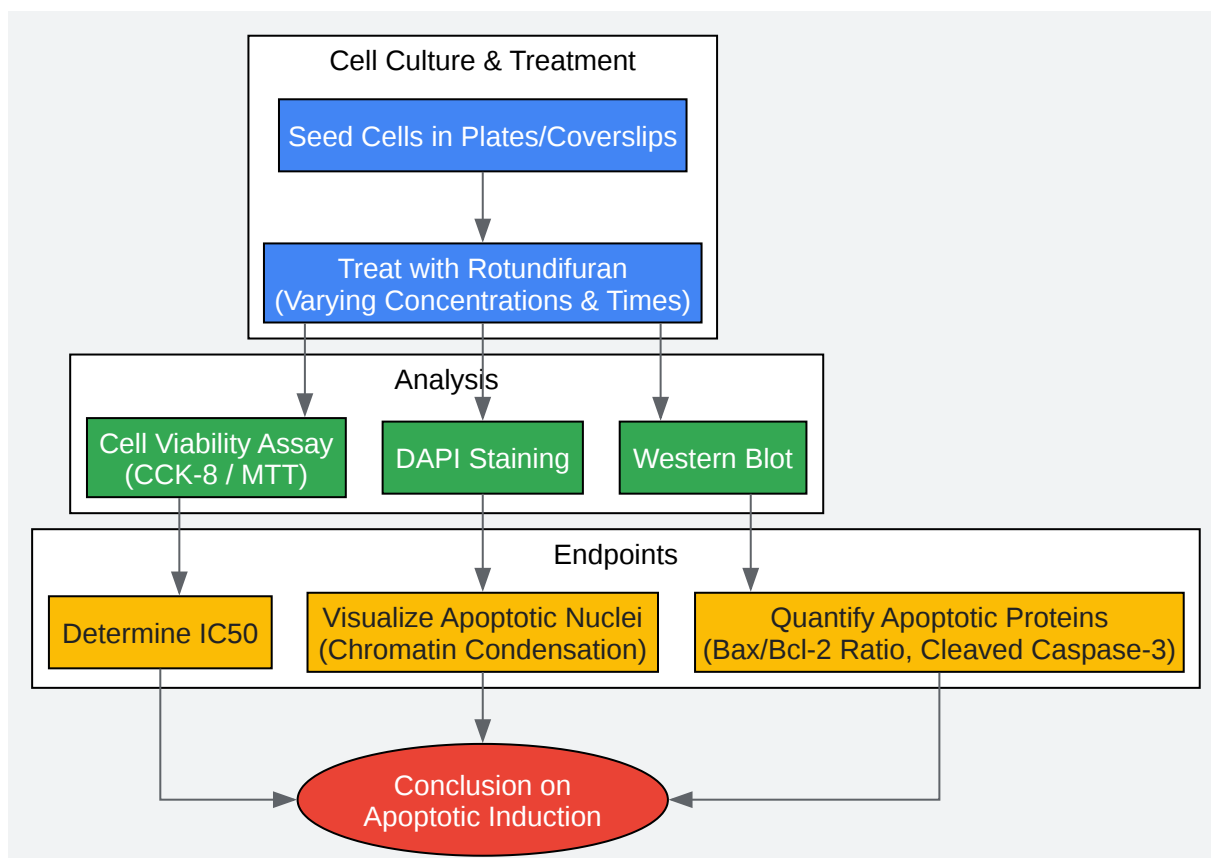 Cell Culture & Treatment
Seed Cells in Plates/Coverslips
Treat with Rotundifuran
(Varying Concentrations & Times)
Analysis
Cell Viability Assay
(CCK-8 / MTT)
DAPI Staining
Western Blot
Endpoints
Determine IC50
Visualize Apoptotic Nuclei
(Chromatin Condensation)
Quantify Apoptotic Proteins
(Bax/Bcl-2 Ratio, Cleaved Caspase-3)
Conclusion on
Apoptotic Induction